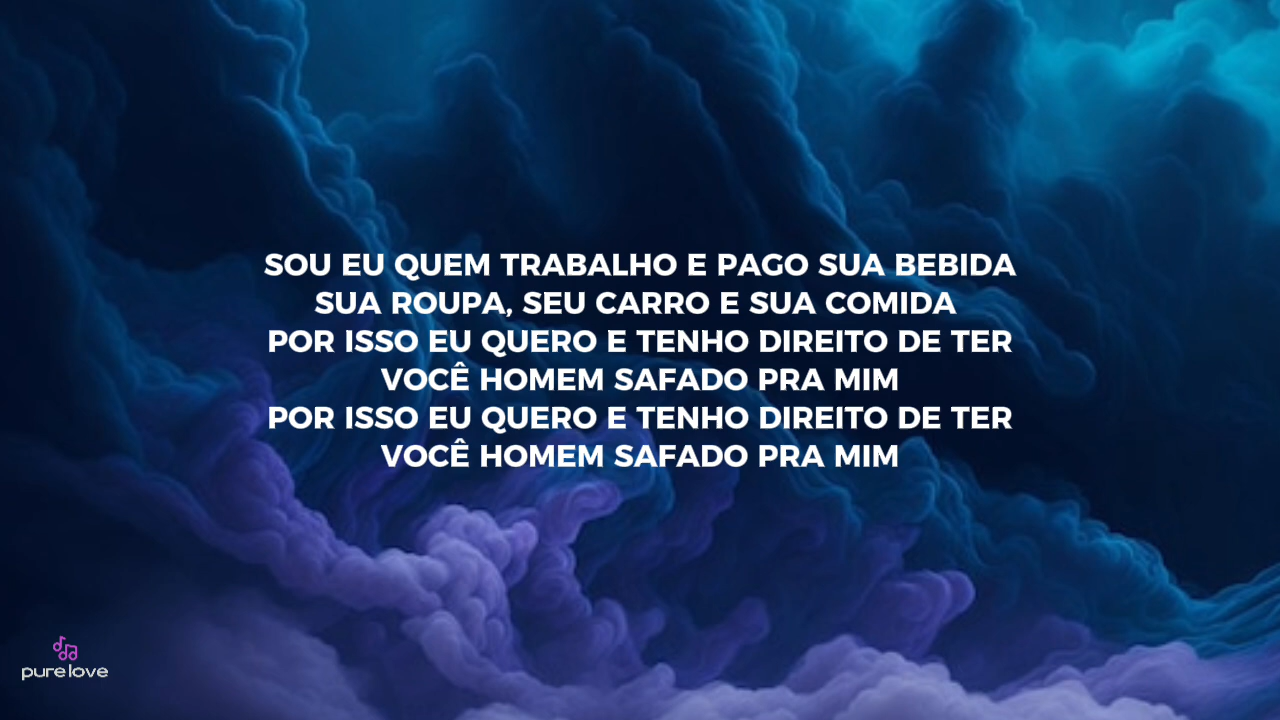 SOU EU QUEM TRABALHO E PAGO SUA BEBIDA
SUA ROUPA, SEU CARRO E SUA COMIDA
POR ISSO EU QUERO E TENHO DIREITO DE TER
VOCÊ HOMEM SAFADO PRA MIM
POR ISSO EU QUERO E TENHO DIREITO DE TER
VOCÊ HOMEM SAFADO PRA MIM
pure love